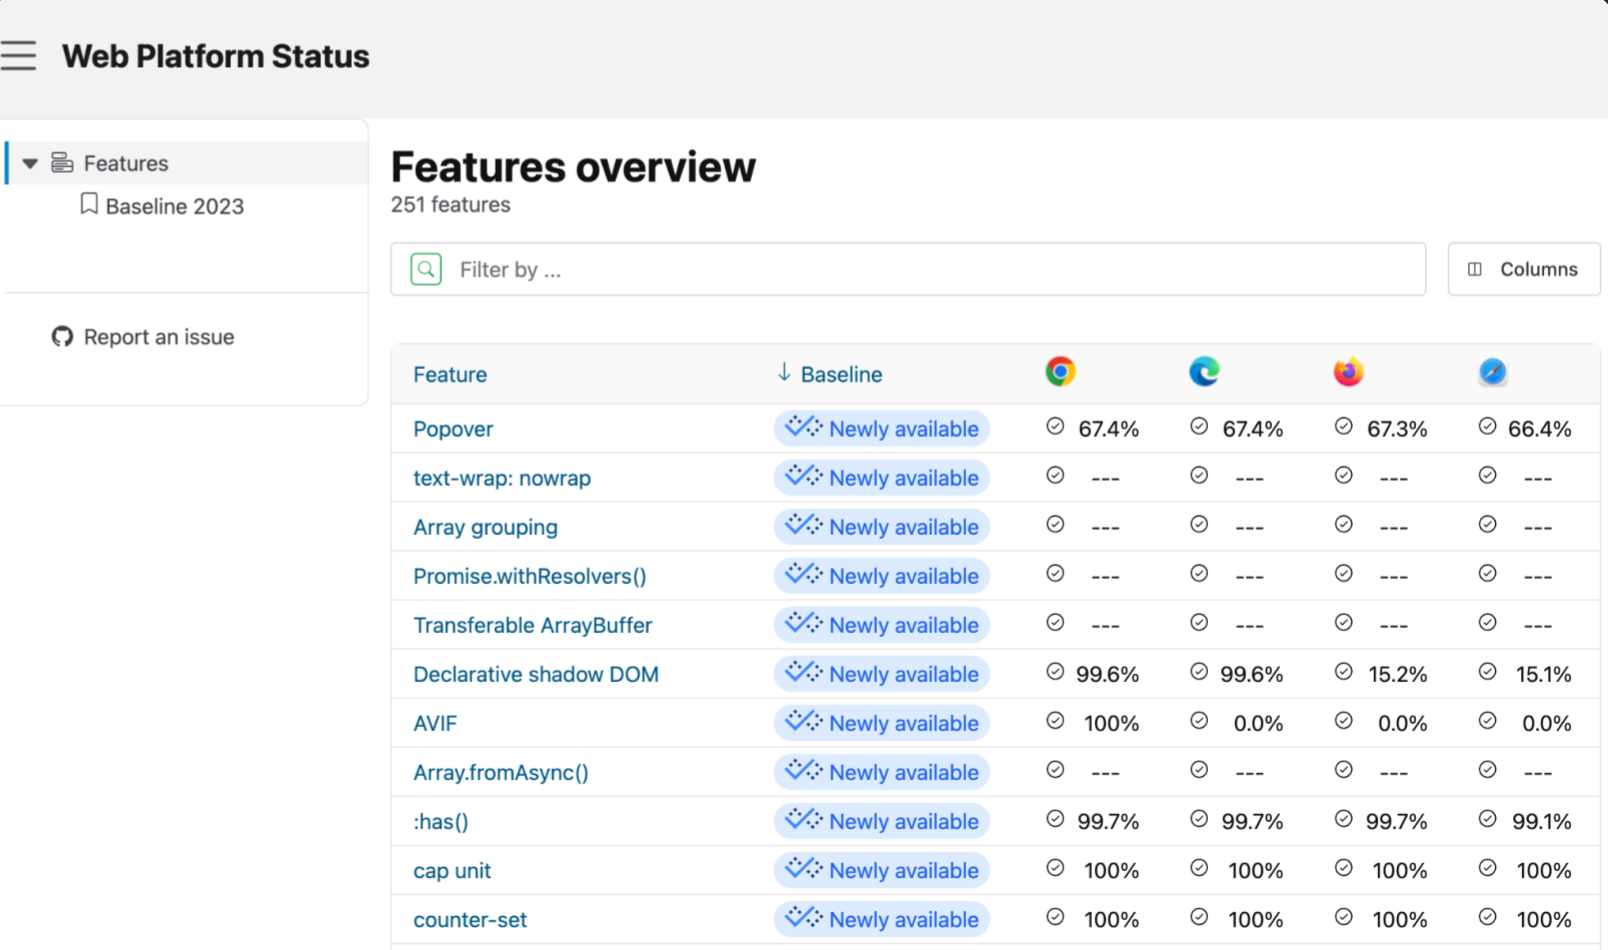 Web Platform Status
Features
Baseline 2023
Report an issue
Features overview
251 features
Filter by ...
Columns
Feature ↓ Baseline
Popover Newly available 67.4% 67.4% 67.3% 66.4%
text-wrap: nowrap Newly available --- --- --- ---
Array grouping Newly available --- --- --- ---
Promise.withResolvers() Newly available --- --- --- ---
Transferable ArrayBuffer Newly available --- --- --- ---
Declarative shadow DOM Newly available 99.6% 99.6% 15.2% 15.1%
AVIF Newly available 100% 0.0% 0.0% 0.0%
Array.fromAsync() Newly available --- --- --- ---
:has() Newly available 99.7% 99.7% 99.7% 99.1%
cap unit Newly available 100% 100% 100% 100%
counter-set Newly available 100% 100% 100% 100%